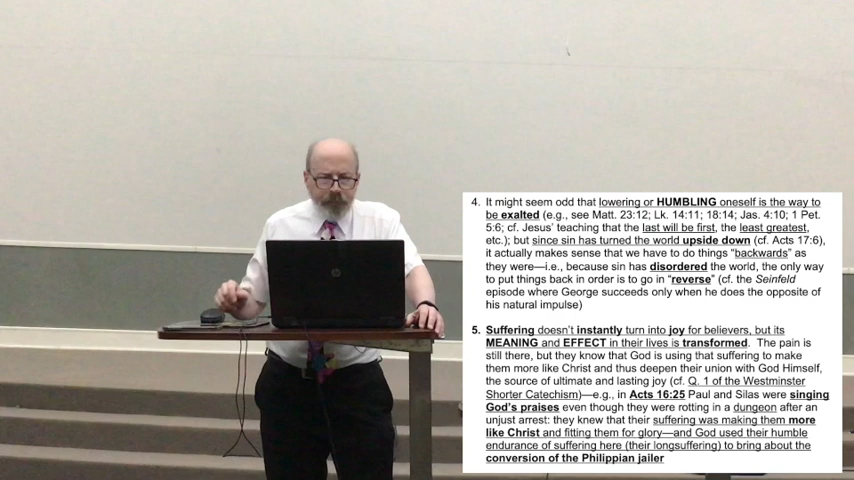 4. It might seem odd that lowering or HUMBLING oneself is the way to
be exalted (e.g., see Matt. 23:12; Lk. 14:11; 18:14; Jas. 4:10; 1 Pet.
5:6; cf. Jesus' teaching that the last will be first, the least greatest,
etc.); but since sin has turned the world upside down (cf. Acts 17:6),
it actually makes sense that we have to do things "backwards" as
they were—i.e., because sin has disordered the world, the only way
to put things back in order is to go in "reverse" (cf. the Seinfeld
episode where George succeeds only when he does the opposite of
his natural impulse)
5. Suffering doesn't instantly turn into joy for believers, but its
MEANING and EFFECT in their lives is transformed. The pain is
still there, but they know that God is using that suffering to make
them more like Christ and thus deepen their union with God Himself,
the source of ultimate and lasting joy (cf. Q. 1 of the Westminster
Shorter Catechism)—e.g., in Acts 16:25 Paul and Silas were singing
God's praises even though they were rotting in a dungeon after an
unjust arrest: they knew that their suffering was making them more
like Christ and fitting them for glory—and God used their humble
endurance of suffering here (their longsuffering) to bring about the
conversion of the Philippian jailer